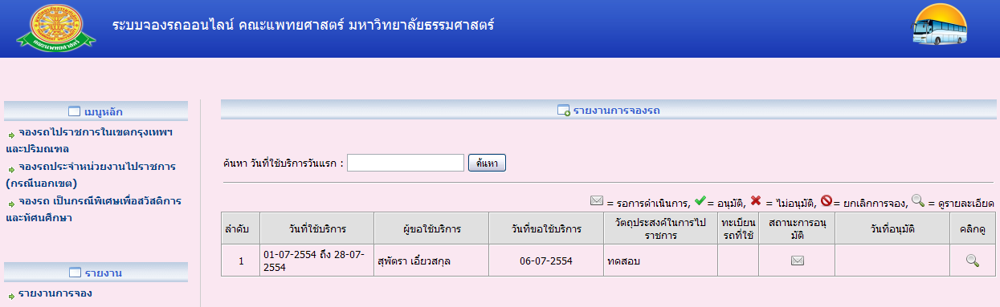 ระบบจองรถออนไลน์ คณะแพทยศาสตร์ มหาวิทยาลัยธรรมศาสตร์
เมนูหลัก
จองรถไปราชการในเขตกรุงเทพฯ
และปริมณฑล
จองรถประจำหน่วยงานไปราชการ
(กรณีนอกเขต)
จองรถ เป็นกรณีพิเศษเพื่อสวัสดิการ
และทัศนศึกษา
รายงาน
รายงานการจอง
รายงานการจองรถ
ค้นหา วันที่ใช้บริการวันแรก : ค้นหา
= รอการดำเนินการ, = อนุมัติ, = ไม่อนุมัติ, = ยกเลิกการจอง, = ดูรายละเอียด
ลำดับ วันที่ใช้บริการ ผู้ขอใช้บริการ วันที่ขอใช้บริการ วัตถุประสงค์ในการไป ทะเบียน สถานะการอนุ วันที่อนุมัติ คลิกดู
ราชการ รถที่ใช้ มัติ
1 01-07-2554 ถึง 28-07- สุพัตรา เอี่ยวสกุล 06-07-2554 ทดสอบ
2554